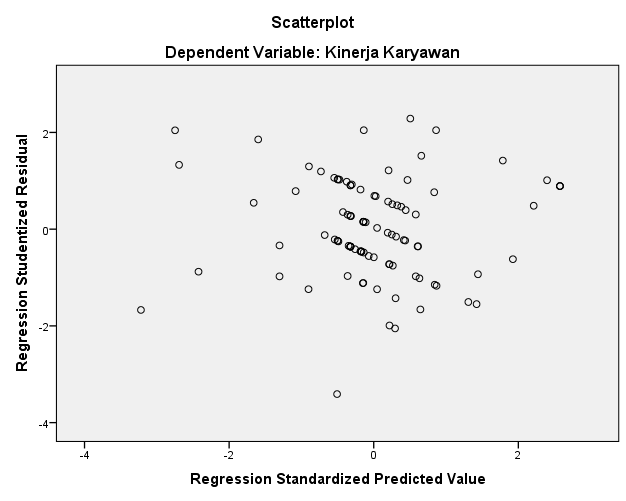 Scatterplot
Dependent Variable: Kinerja Karyawan
Regression Studentized Residual
2
0
-2
-4
-4
-2
0
2
Regression Standardized Predicted Value